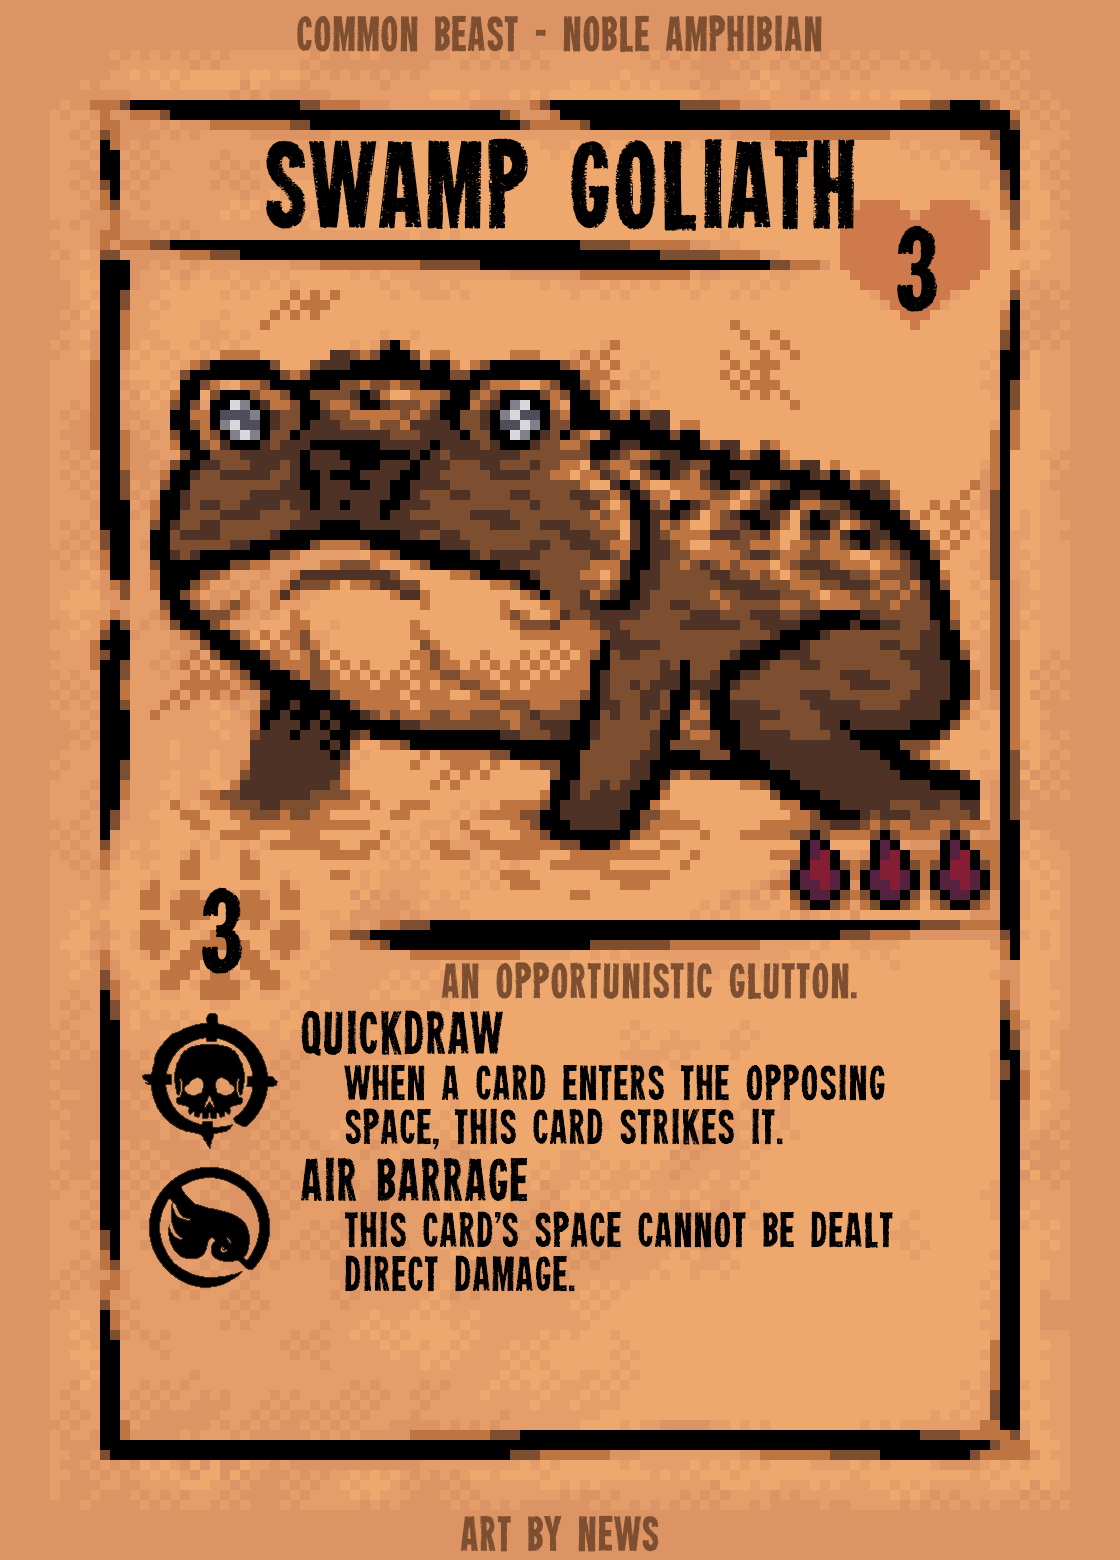 COMMON BEAST - NOBLE AMPHIBIAN
SWAMP GOLIATH
3
3
AN OPPORTUNISTIC GLUTTON.
QUICKDRAW
WHEN A CARD ENTERS THE OPPOSING
SPACE, THIS CARD STRIKES IT.
AIR BARRAGE
THIS CARD'S SPACE CANNOT BE DEALT
DIRECT DAMAGE.
ART BY NEWS